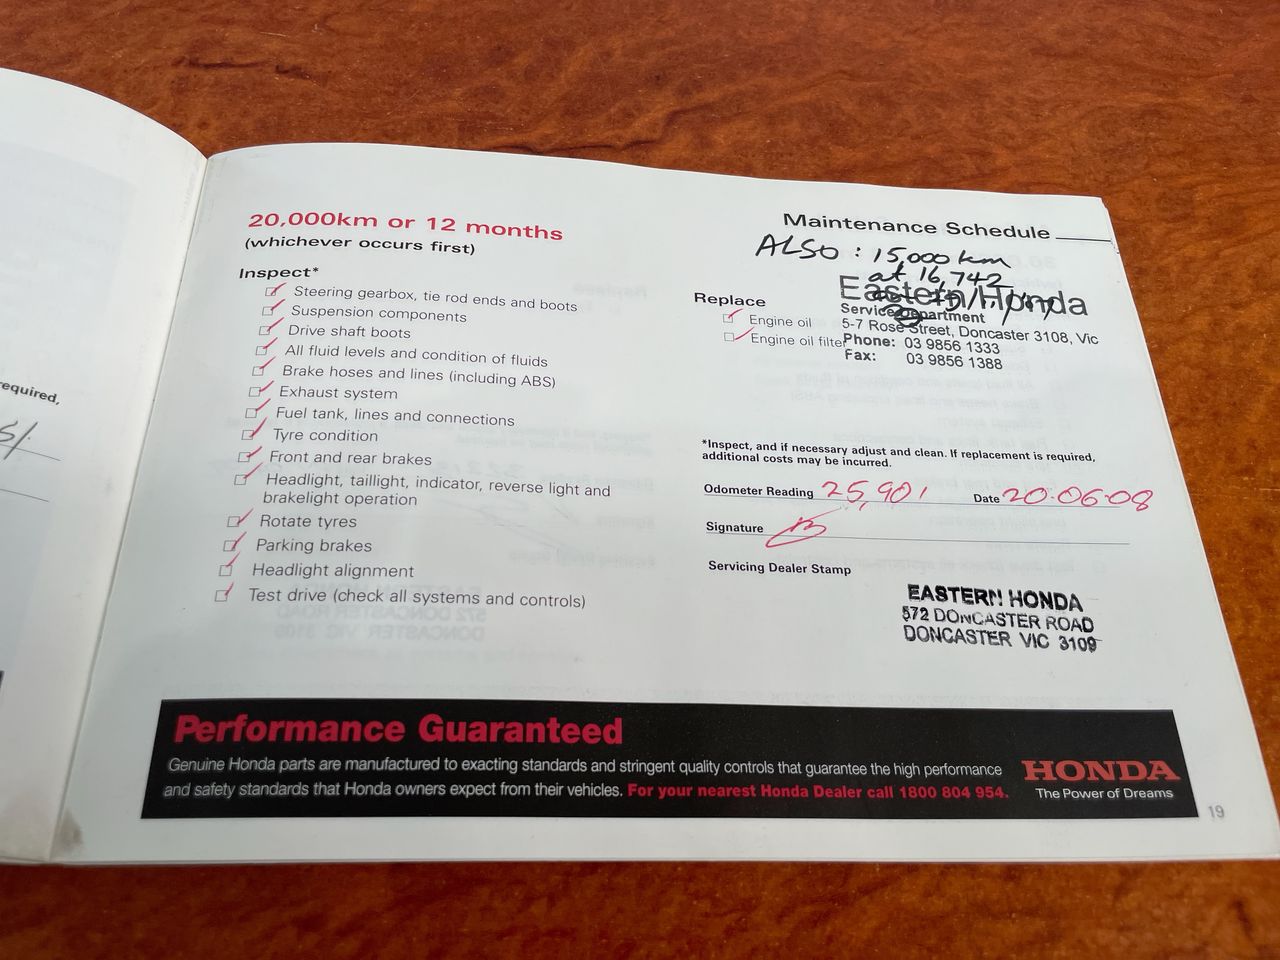 equired,
20,000km or 12 months
(whichever occurs first)
Inspect*
Steering gearbox, tie rod ends and boots
Suspension components
Drive shaft boots
All fluid levels and condition of fluids
Brake hoses and lines (including ABS)
Exhaust system
Fuel tank, lines and connections
Tyre condition
Front and rear brakes
Headlight, taillight, indicator, reverse light and
brakelight operation
Rotate tyres
Parking brakes
Headlight alignment
Test drive (check all systems and controls)
Maintenance Schedule
ALSO: 15,000 km
at 16,742
Eastern Honda
Service Department
5-7 Rose Street, Doncaster 3108, Vic
Phone: 03 9856 1333
Fax: 03 9856 1388
Replace
Engine oil
Engine oil filter
*Inspect, and if necessary adjust and clean. If replacement is required,
additional costs may be incurred.
Odometer Reading 25,901 Date 20.06.08
Signature
Servicing Dealer Stamp
EASTERN HONDA
572 DONCASTER ROAD
DONCASTER VIC 3109
Performance Guaranteed
Genuine Honda parts are manufactured to exacting standards and stringent quality controls that guarantee the high performance
and safety standards that Honda owners expect from their vehicles. For your nearest Honda Dealer call 1800 804 954.
HONDA
The Power of Dreams
19